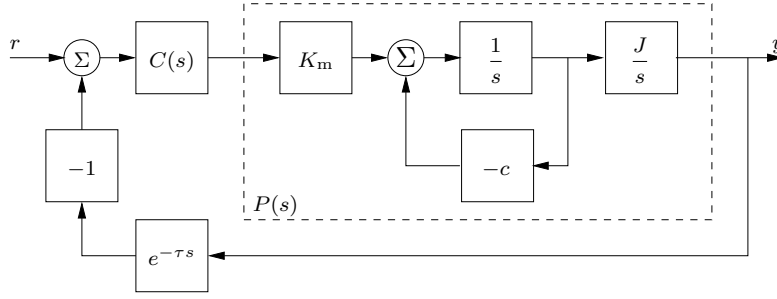 r
Σ
C(s)
K_m
Σ
1/s
J/s
y
-1
-c
P(s)
e^{-τs}